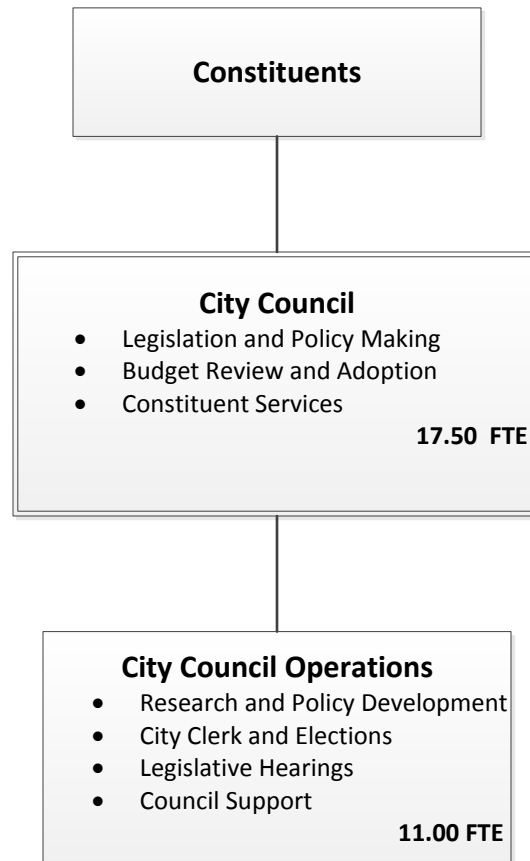 Constituents
City Council
• Legislation and Policy Making
• Budget Review and Adoption
• Constituent Services
17.50 FTE
City Council Operations
• Research and Policy Development
• City Clerk and Elections
• Legislative Hearings
• Council Support
11.00 FTE